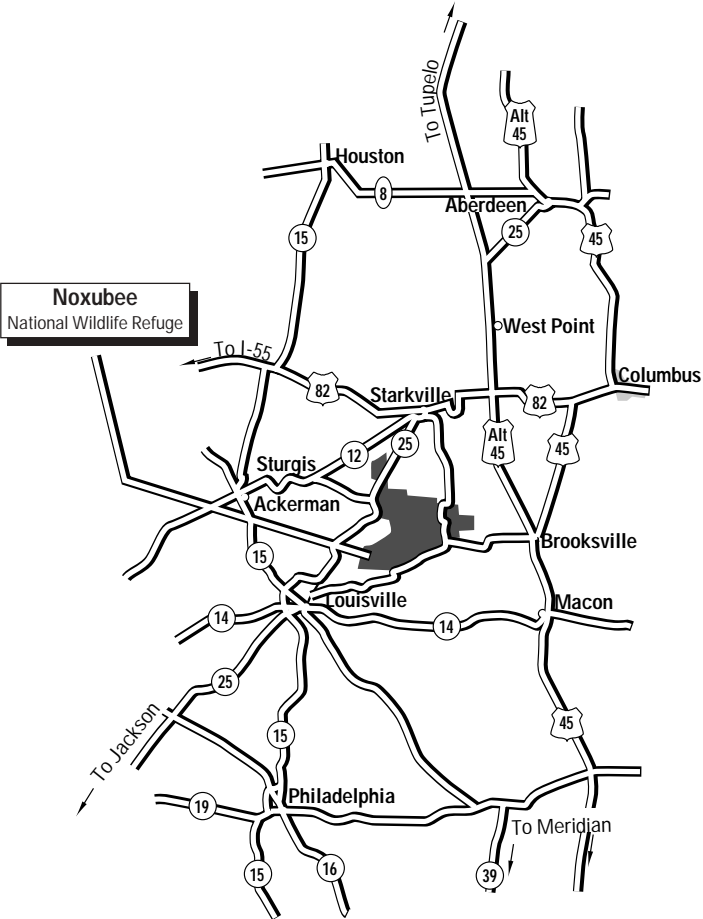 To Tupelo
Alt
45
Houston
8
Aberdeen
15
25
45
Noxubee
National Wildlife Refuge
West Point
To I-55
82
Starkville
82
Columbus
12
25
Alt
45
45
Sturgis
Ackerman
15
Brooksville
Louisville
Macon
14
14
25
15
45
To Jackson
Philadelphia
19
To Meridian
15
16
39